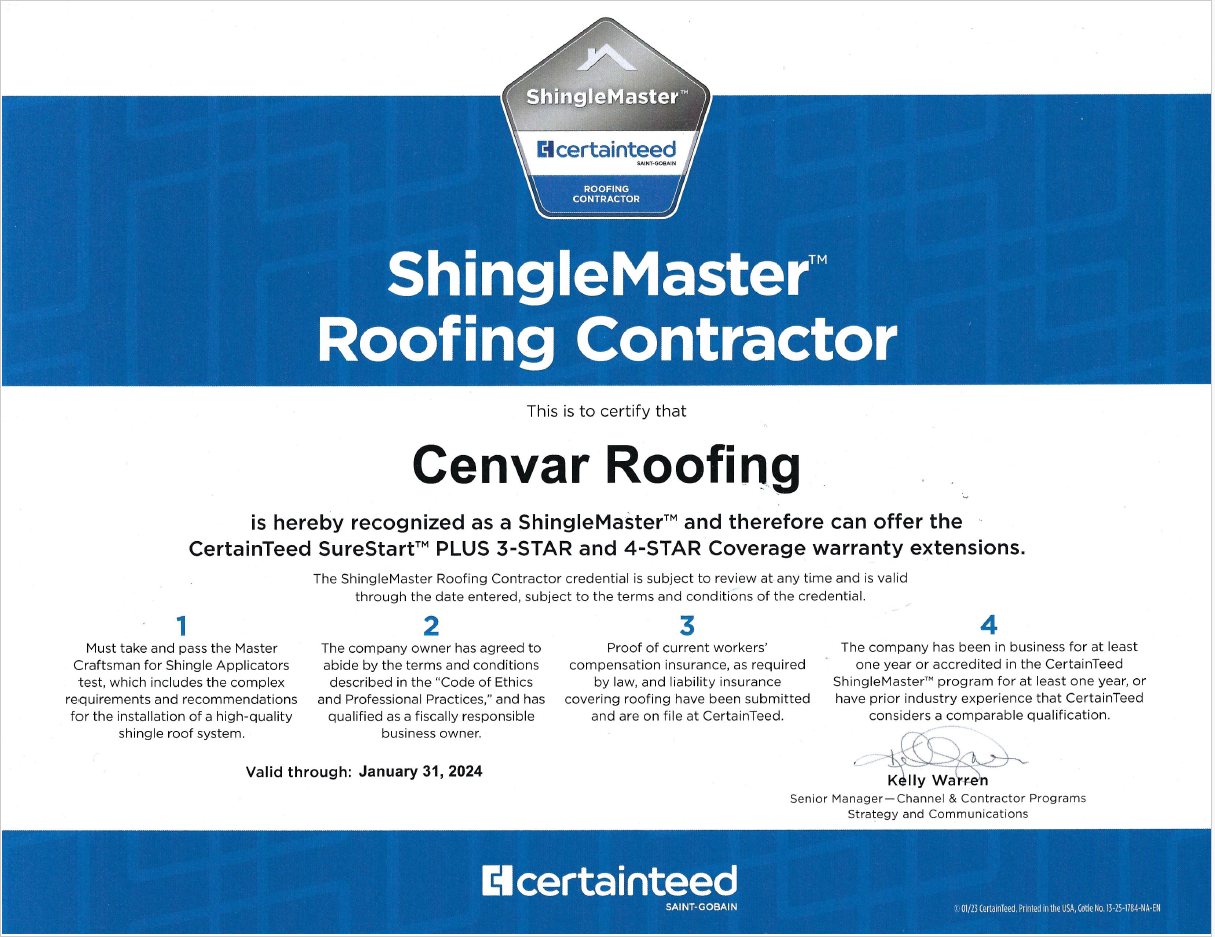 ShingleMaster™
certainteed
SAINT-GOBAIN
ROOFING
CONTRACTOR
ShingleMaster™
Roofing Contractor
This is to certify that
Cenvar Roofing
is hereby recognized as a ShingleMaster™ and therefore can offer the
CertainTeed SureStart™ PLUS 3-STAR and 4-STAR Coverage warranty extensions.
The ShingleMaster Roofing Contractor credential is subject to review at any time and is valid
through the date entered, subject to the terms and conditions of the credential.
1
Must take and pass the Master
Craftsman for Shingle Applicators
test, which includes the complex
requirements and recommendations
for the installation of a high-quality
shingle roof system.
2
The company owner has agreed to
abide by the terms and conditions
described in the “Code of Ethics
and Professional Practices,” and has
qualified as a fiscally responsible
business owner.
3
Proof of current workers’
compensation insurance, as required
by law, and liability insurance
covering roofing have been submitted
and are on file at CertainTeed.
4
The company has been in business for at least
one year or accredited in the CertainTeed
ShingleMaster™ program for at least one year, or
have prior industry experience that CertainTeed
considers a comparable qualification.
Valid through: January 31, 2024
Kelly Warren
Senior Manager—Channel & Contractor Programs
Strategy and Communications
certainteed
SAINT-GOBAIN
© 01/23 CertainTeed, Printed in the USA, Code No. 13-25-1784-NA-EN